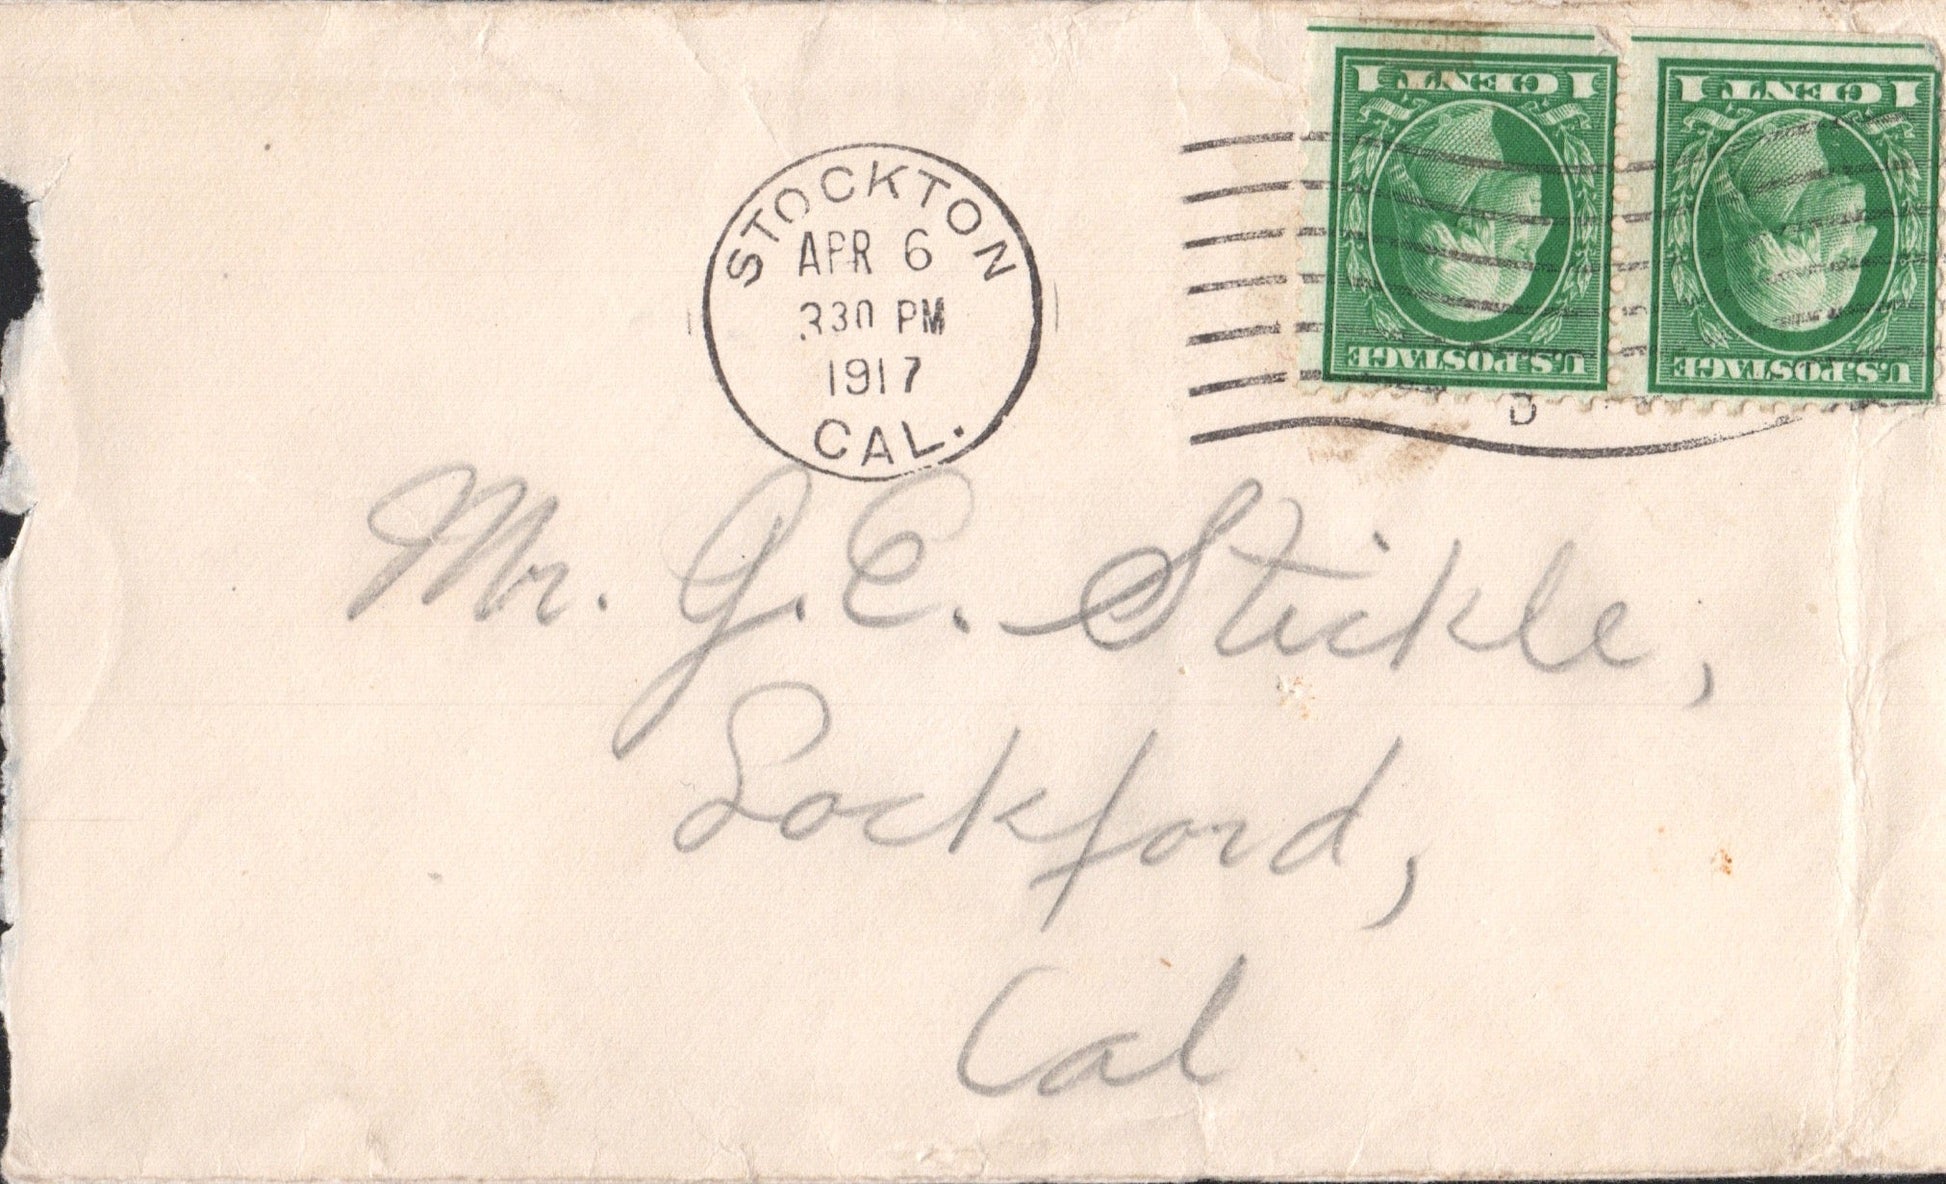 STOCKTON
APR 6
330 PM
1917
CAL.
1 CENT 1
U.S. POSTAGE
1 CENT 1
U.S. POSTAGE
D
Mr. J. E. Stickle,
Lockford,
Cal